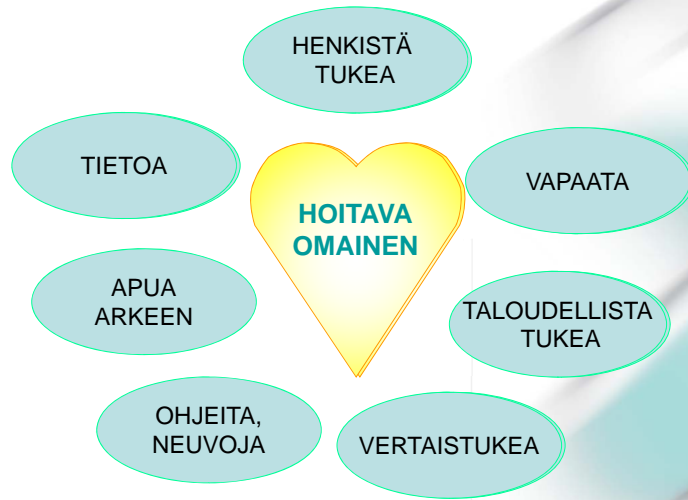 HENKISTÄ
TUKEA
TIETOA
VAPAATA
HOITAVA
OMAINEN
APUA
ARKEEN
TALOUDELLISTA
TUKEA
OHJEITA,
NEUVOJA
VERTAISTUKEA